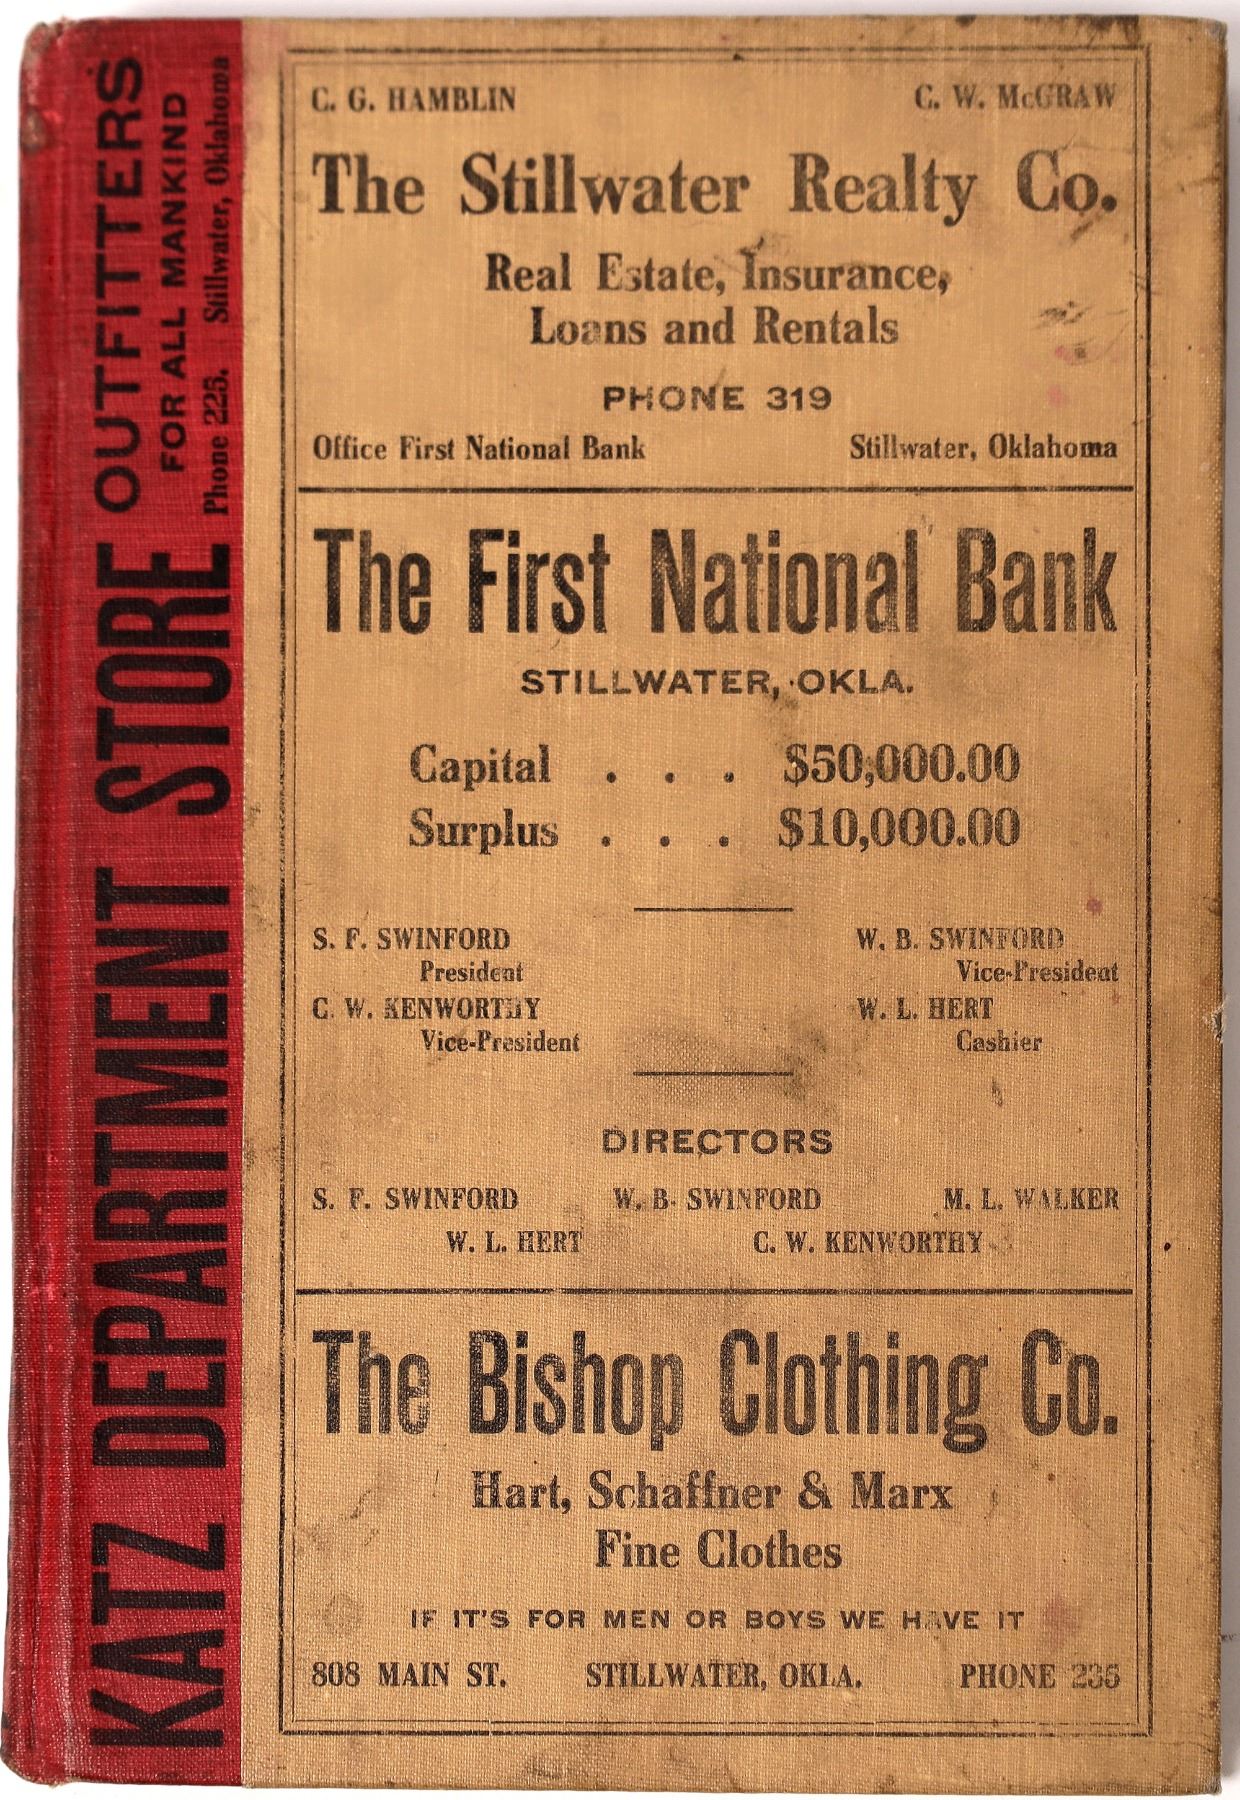 KATZ DEPARTMENT STORE
OUTFITTERS
FOR ALL MANKIND
Phone 225. Stillwater, Oklahoma
C. G. HAMBLIN C. W. McGRAW
The Stillwater Realty Co.
Real Estate, Insurance,
Loans and Rentals
PHONE 319
Office First National Bank Stillwater, Oklahoma
The First National Bank
STILLWATER, OKLA.
Capital . . . $50,000.00
Surplus . . . $10,000.00
S. F. SWINFORD W. B. SWINFORD
President Vice-President
C. W. KENWORTHY W. L. HERT
Vice-President Cashier
DIRECTORS
S. F. SWINFORD W. B. SWINFORD M. L. WALKER
W. L. HERT C. W. KENWORTHY
The Bishop Clothing Co.
Hart, Schaffner & Marx
Fine Clothes
IF IT'S FOR MEN OR BOYS WE HAVE IT
808 MAIN ST. STILLWATER, OKLA. PHONE 235